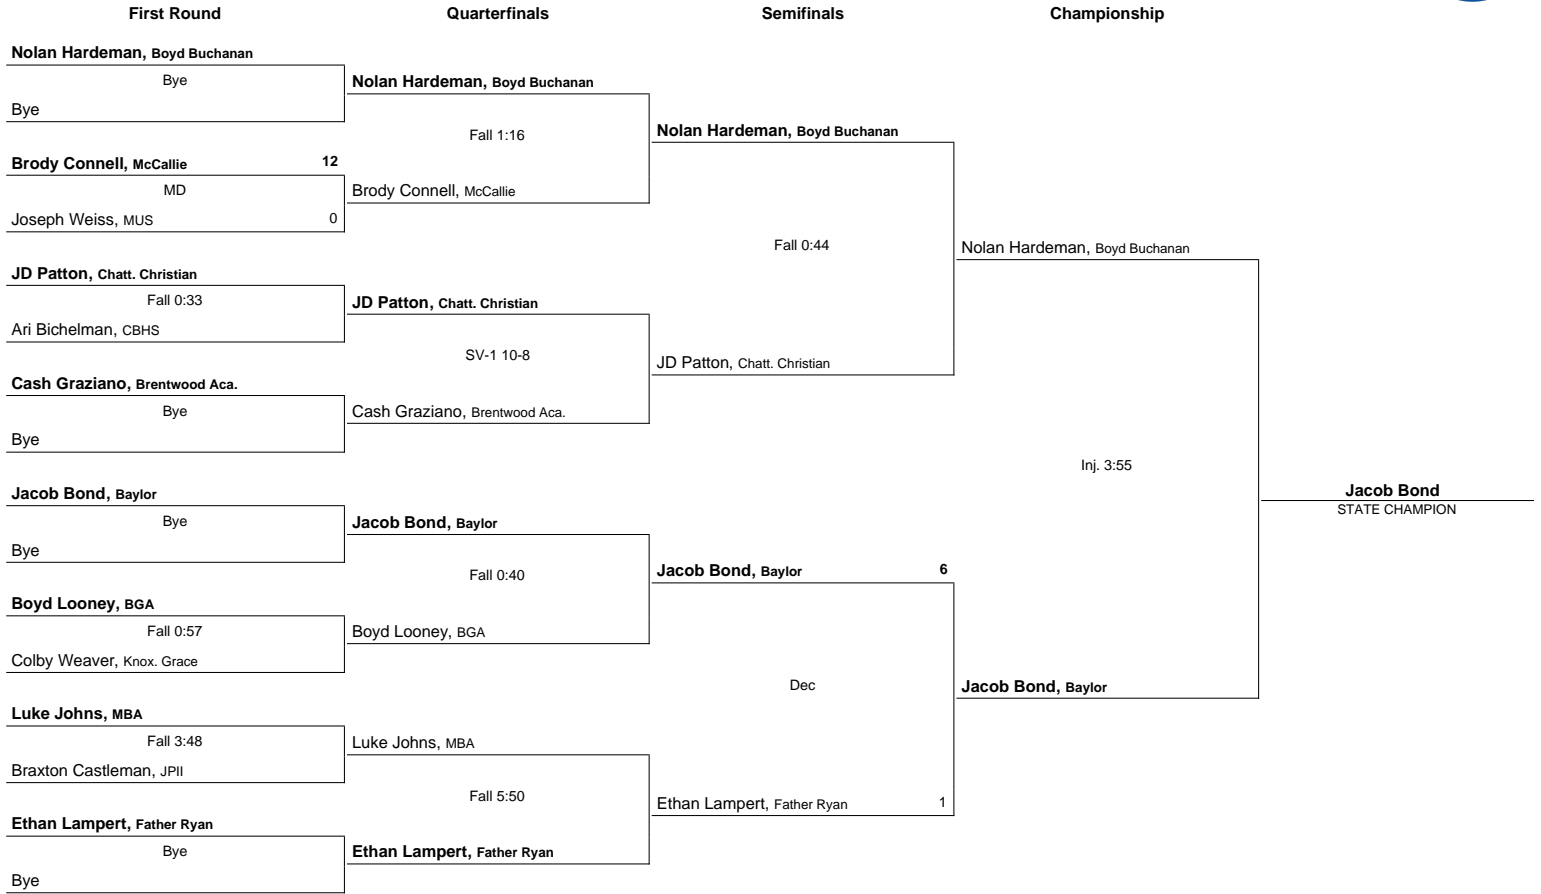 First Round
Quarterfinals
Semifinals
Championship
Nolan Hardeman, Boyd Buchanan
Bye
Bye
Brody Connell, McCallie 12
MD
Joseph Weiss, MUS 0
JD Patton, Chatt. Christian
Fall 0:33
Ari Bichelman, CBHS
Cash Graziano, Brentwood Aca.
Bye
Bye
Jacob Bond, Baylor
Bye
Bye
Boyd Looney, BGA
Fall 0:57
Colby Weaver, Knox. Grace
Luke Johns, MBA
Fall 3:48
Braxton Castleman, JPII
Ethan Lampert, Father Ryan
Bye
Bye
Nolan Hardeman, Boyd Buchanan
Fall 1:16
Brody Connell, McCallie
JD Patton, Chatt. Christian
SV-1 10-8
Cash Graziano, Brentwood Aca.
Jacob Bond, Baylor
Fall 0:40
Boyd Looney, BGA
Luke Johns, MBA
Fall 5:50
Ethan Lampert, Father Ryan
Nolan Hardeman, Boyd Buchanan
Fall 0:44
JD Patton, Chatt. Christian
Jacob Bond, Baylor 6
Dec
Ethan Lampert, Father Ryan 1
Nolan Hardeman, Boyd Buchanan
Inj. 3:55
Jacob Bond, Baylor
Jacob Bond
STATE CHAMPION